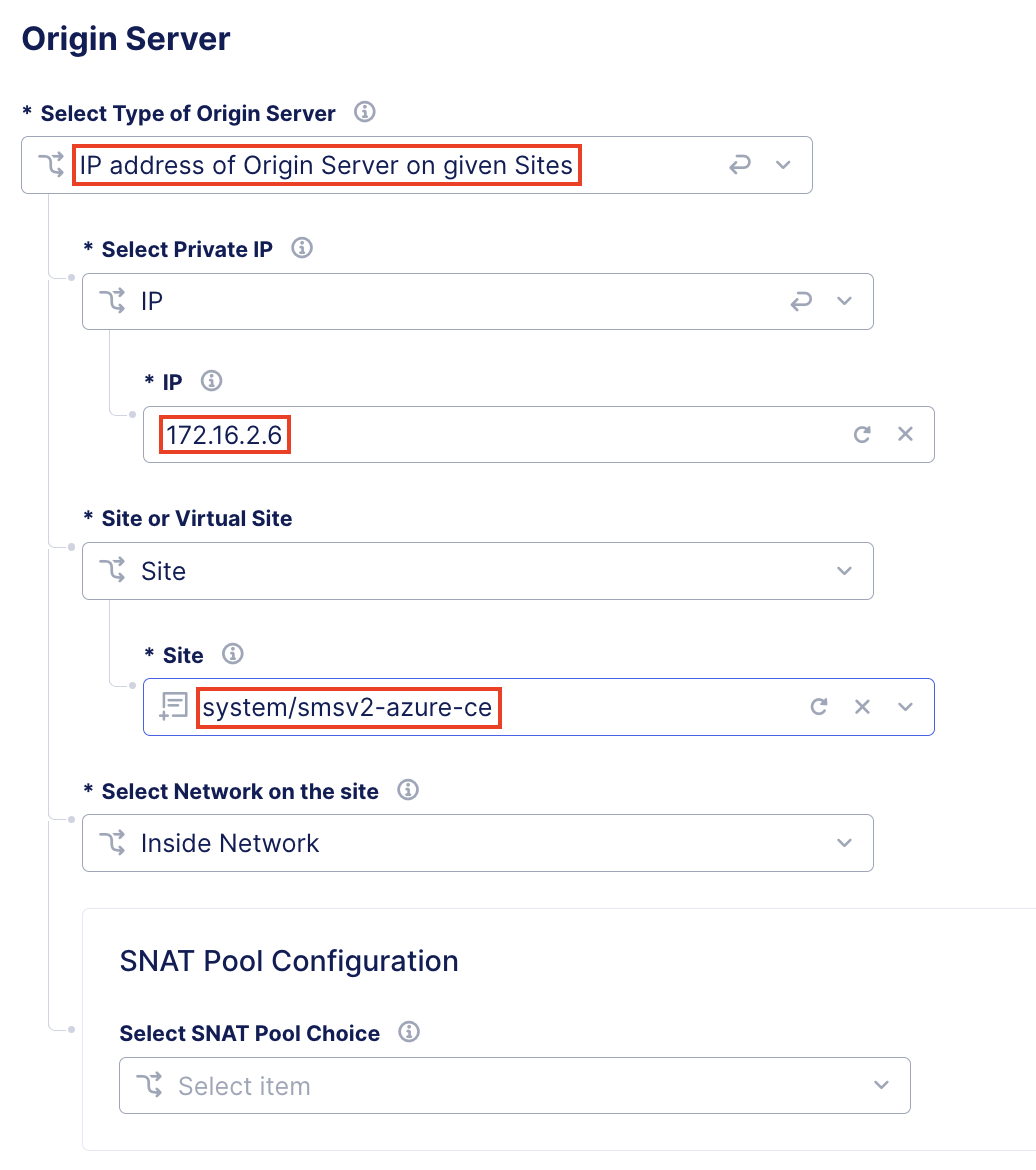 Origin Server
* Select Type of Origin Server
IP address of Origin Server on given Sites
* Select Private IP
IP
* IP
172.16.2.6
* Site or Virtual Site
Site
* Site
system/smsv2-azure-ce
* Select Network on the site
Inside Network
SNAT Pool Configuration
Select SNAT Pool Choice
Select item